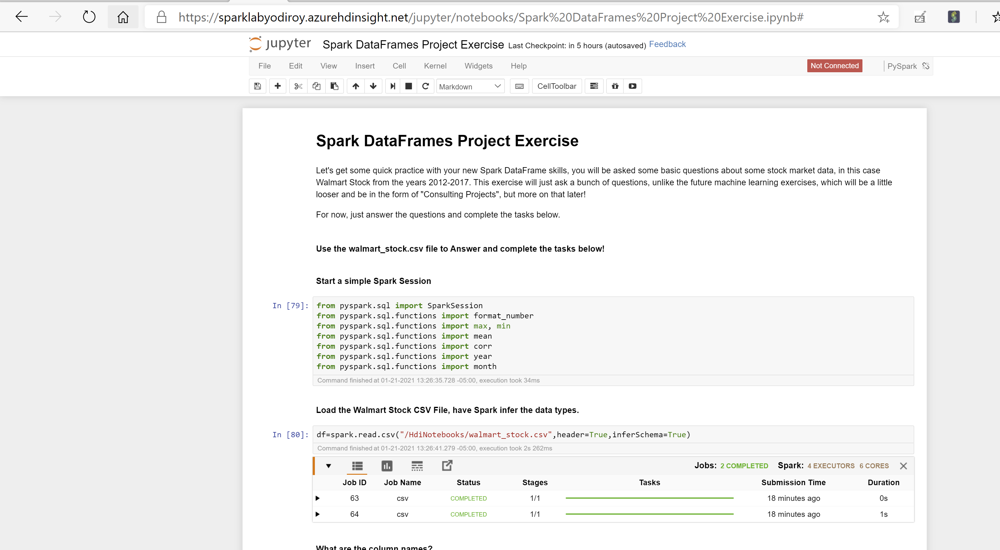 https://sparklabyodiroy.azurehdinsight.net/jupyter/notebooks/Spark%20DataFrames%20Project%20Exercise.ipynb#
jupyter Spark DataFrames Project Exercise Last Checkpoint: in 5 hours (autosaved) Feedback
File Edit View Insert Cell Kernel Widgets Help Not Connected PySpark
Markdown CellToolbar
Spark DataFrames Project Exercise
Let's get some quick practice with your new Spark DataFrame skills, you will be asked some basic questions about some stock market data, in this case
Walmart Stock from the years 2012-2017. This exercise will just ask a bunch of questions, unlike the future machine learning exercises, which will be a little
looser and be in the form of "Consulting Projects", but more on that later!
For now, just answer the questions and complete the tasks below.
Use the walmart_stock.csv file to Answer and complete the tasks below!
Start a simple Spark Session
In [79]: from pyspark.sql import SparkSession
from pyspark.sql.functions import format_number
from pyspark.sql.functions import max, min
from pyspark.sql.functions import mean
from pyspark.sql.functions import corr
from pyspark.sql.functions import year
from pyspark.sql.functions import month
Command finished at 01-21-2021 13:26:35.728 -05:00, execution took 34ms
Load the Walmart Stock CSV File, have Spark infer the data types.
In [80]: df=spark.read.csv("/HdiNotebooks/walmart_stock.csv",header=True,inferSchema=True)
Command finished at 01-21-2021 13:26:41.279 -05:00, execution took 2s 262ms
Jobs: 2 COMPLETED Spark: 4 EXECUTORS 6 CORES
Job ID Job Name Status Stages Tasks Submission Time Duration
63 csv COMPLETED 1/1 18 minutes ago 0s
64 csv COMPLETED 1/1 18 minutes ago 1s
What are the column names?